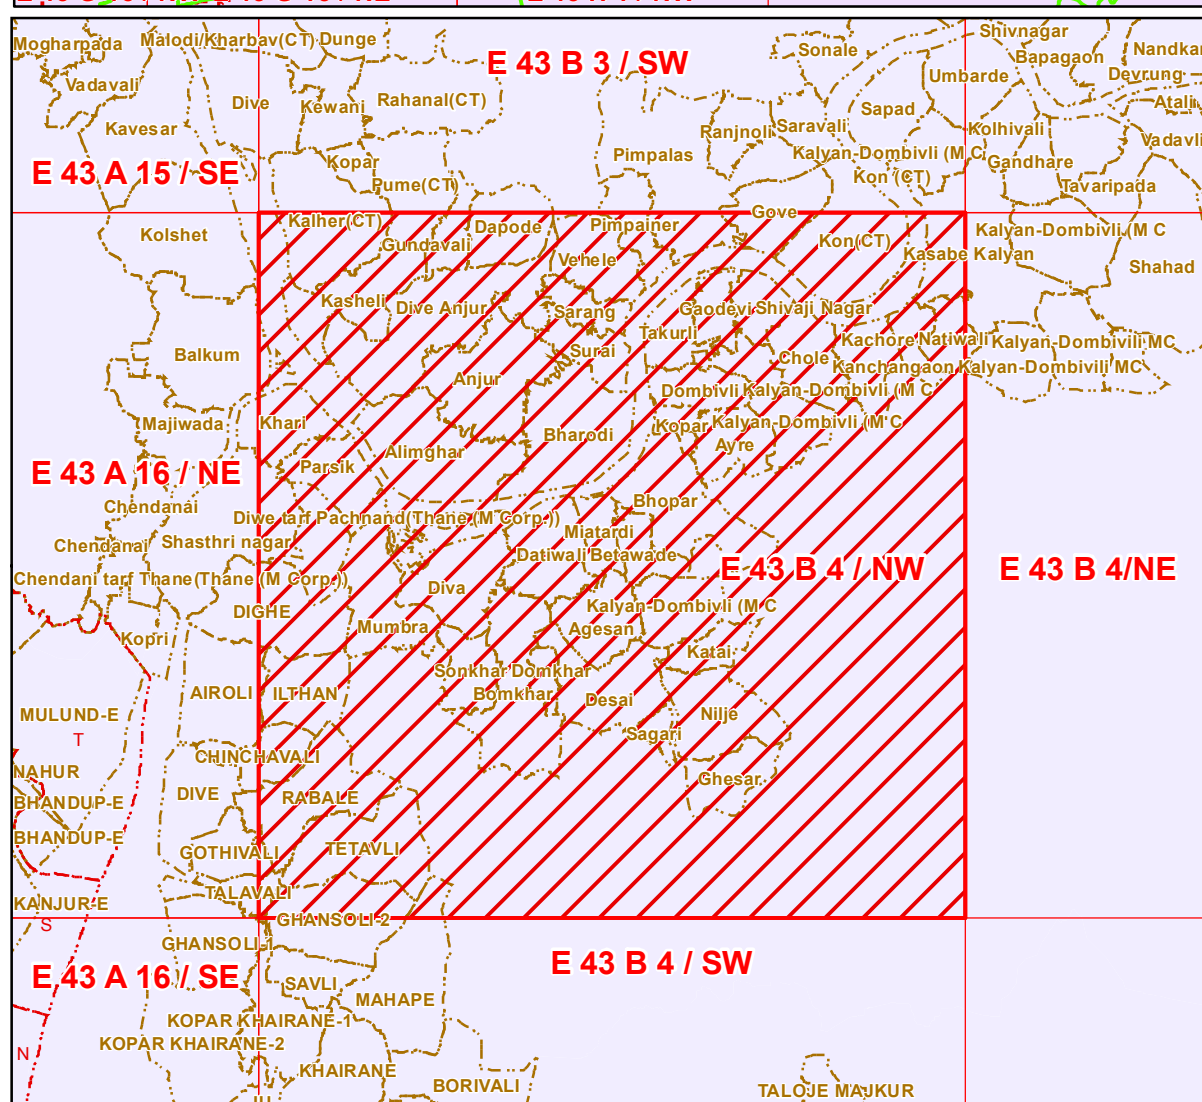 Mogharpada
Malodi/Kharbav(CT)
Dunge
E 43 B 3 / SW
Sonale
Shivnagar
Bapagaon
Vadavali
Umbarde
Devrung
Dive
Kewani
Rahanal(CT)
Sapad
Atali
Kavesar
Ranjnoli
Saravali
Kolhivali
Kopar
Pimpalas
Kalyan-Dombivli (M C
Gandhare
E 43 A 15 / SE
Pume(CT)
Kon (CT)
Tavaripada
Kalher(CT)
Dapode
Pimpainer
Gove
Kolshet
Gundavali
Kon(CT)
Kalyan-Dombivli (M C
Vehele
Kasabe Kalyan
Shahad
Kasheli
Dive Anjur
Sarang
Gaodevi
Shivaji Nagar
Takurli
Kachore
Natiwali
Kalyan-Dombivili MC
Balkum
Surai
Chole
Kanchangaon
Kalyan-Dombivili MC
Anjur
Dombivli
Kalyan-Dombivli (M C
Majiwada
Khari
Bharodi
Kopar
Kalyan-Dombivli (M C
Ayre
Alimghar
E 43 A 16 / NE
Parsik
Chendanai
Bhopar
Diwe tarf Pachnand(Thane (M Corp.))
Miatardi
Chendanai
Shasthri nagar
Datiwali
Betawade
E 43 B 4 / NW
E 43 B 4/NE
Chendani tarf Thane(Thane (M Corp.))
Diva
DIGHE
Kalyan-Dombivli (M C
Kopri
Mumbra
Agesan
Katai
Sonkhar
Domkhar
AIROLI
ILTHAN
Bomkhar
Desai
MULUND-E
Nilje
T
Sagari
CHINCHAVALI
NAHUR
Ghesar
BHANDUP-E
DIVE
RABALE
BHANDUP-E
GOTHIVALI
TETAVLI
KANJUR-E
TALAVALI
S
GHANSOLI-2
GHANSOLI-1
E 43 A 16 / SE
E 43 B 4 / SW
SAVLI
MAHAPE
KOPAR KHAIRANE-1
KOPAR KHAIRANE-2
N
KHAIRANE
BORIVALI
TALOJE MAJKUR